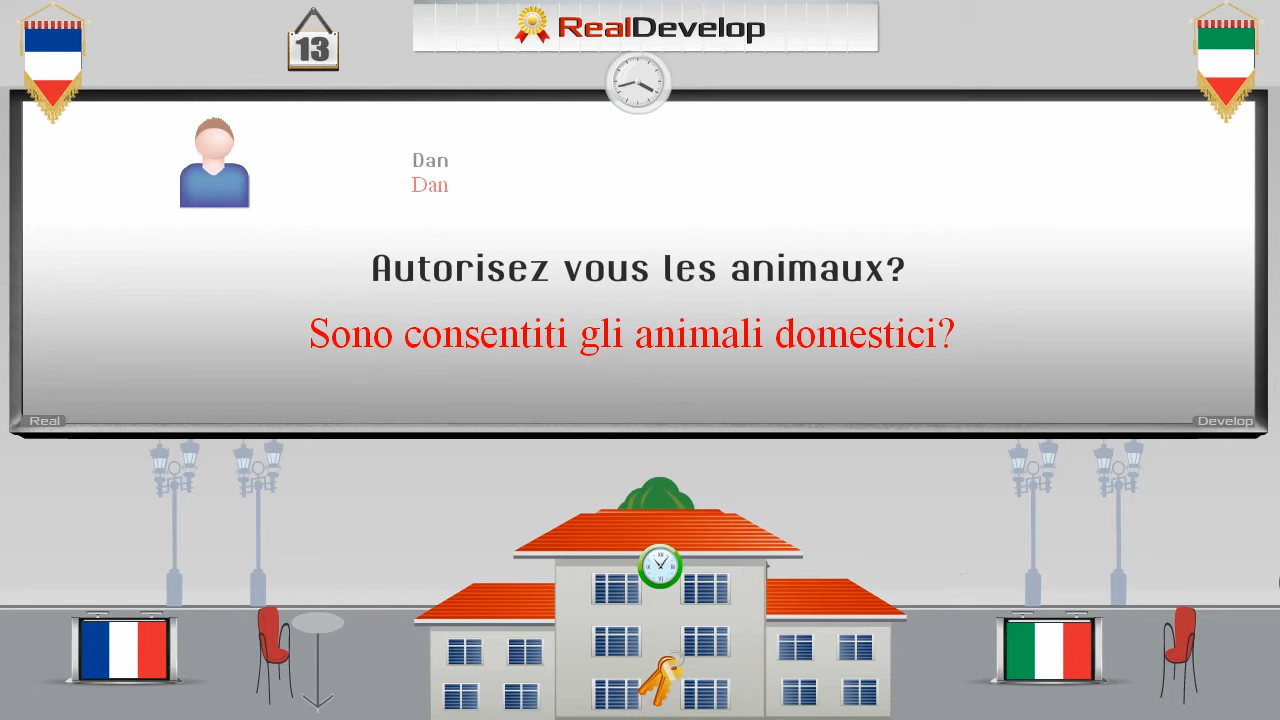 RealDevelop
13
Dan
Dan
Autorisez vous les animaux?
Sono consentiti gli animali domestici?
Real
Develop